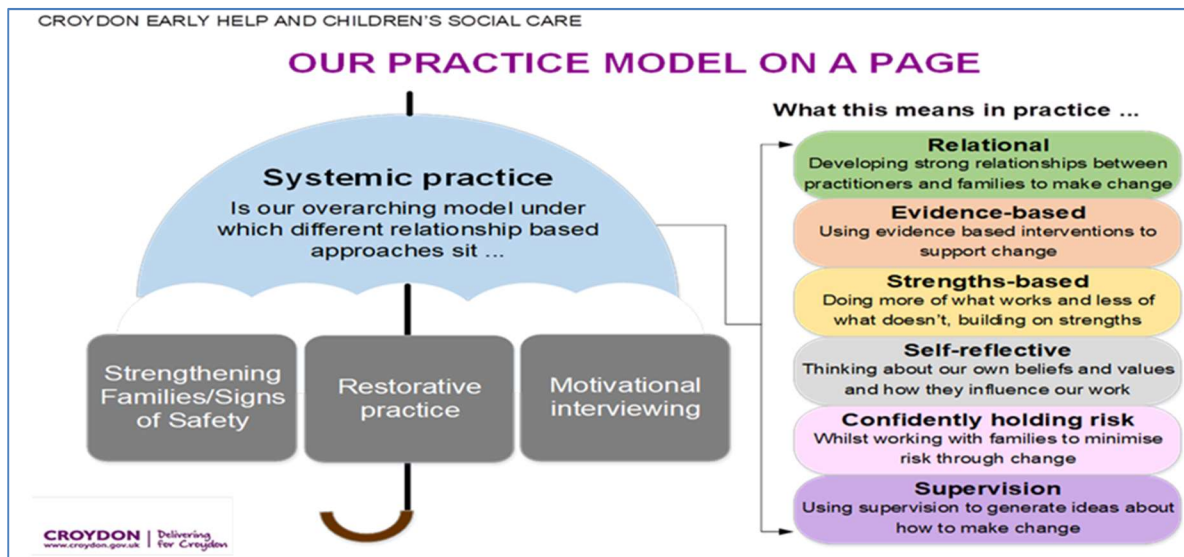 CROYDON EARLY HELP AND CHILDREN'S SOCIAL CARE
OUR PRACTICE MODEL ON A PAGE
Systemic practice
Is our overarching model under
which different relationship based
approaches sit ...
Strengthening
Families/Signs
of Safety
Restorative
practice
Motivational
interviewing
What this means in practice ...
Relational
Developing strong relationships between
practitioners and families to make change
Evidence-based
Using evidence based interventions to
support change
Strengths-based
Doing more of what works and less of
what doesn't, building on strengths
Self-reflective
Thinking about our own beliefs and values
and how they influence our work
Confidently holding risk
Whilst working with families to minimise
risk through change
Supervision
Using supervision to generate ideas about
how to make change
CROYDON
www.croydon.gov.uk
Delivering
for Croydon